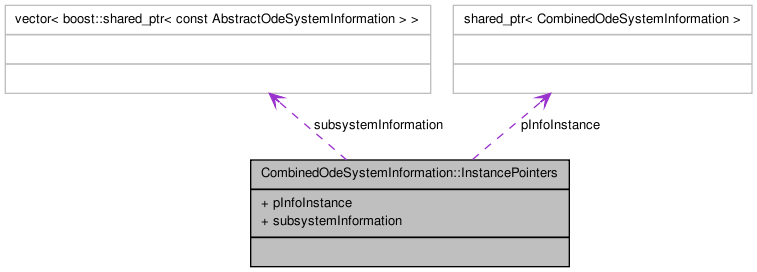 vector< boost::shared_ptr< const AbstractOdeSystemInformation > >
shared_ptr< CombinedOdeSystemInformation >
subsystemInformation
pInfoInstance
CombinedOdeSystemInformation::InstancePointers
+ pInfoInstance
+ subsystemInformation